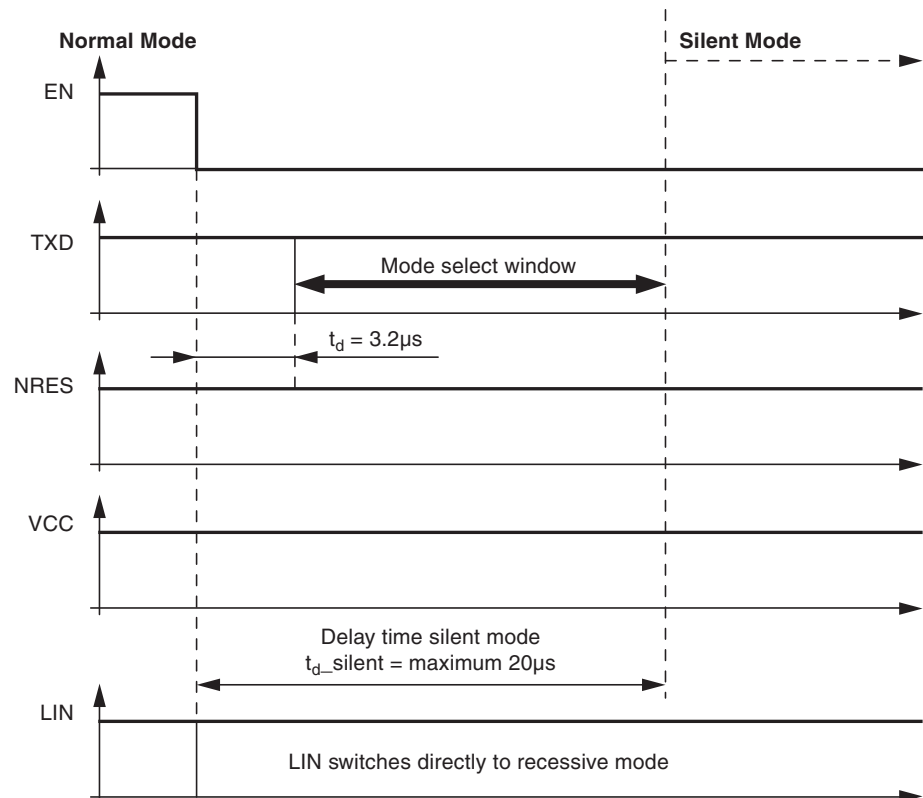 Normal Mode
Silent Mode
EN
TXD
Mode select window
t_d = 3.2µs
NRES
VCC
Delay time silent mode
t_d_silent = maximum 20µs
LIN
LIN switches directly to recessive mode